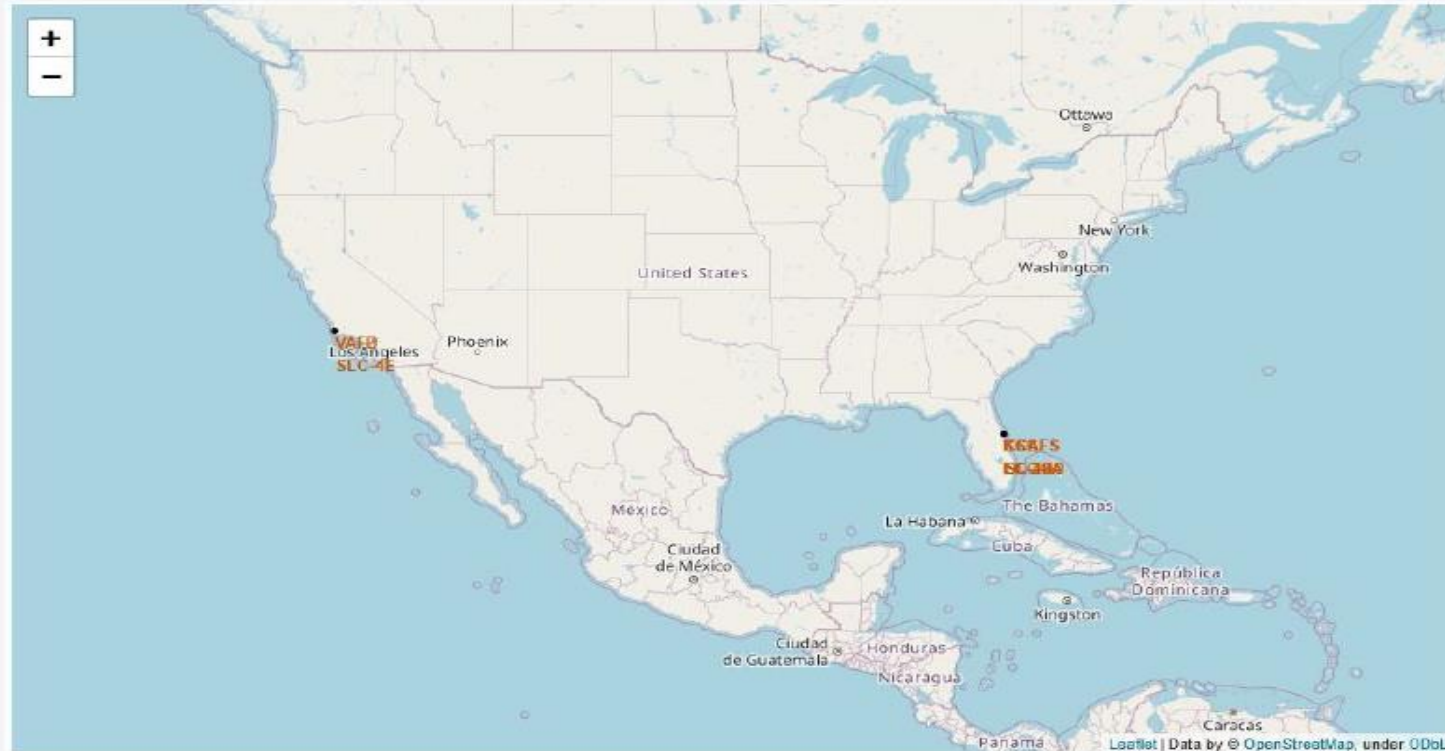 +
−
Ottawa
New York
Washington
United States
Phoenix
VAFB
Los Angeles
SLC-4E
México
The Bahamas
La Habana
Cuba
Ciudad
de México
República
Dominicana
Kingston
Ciudad
de Guatemala
Honduras
Nicaragua
Caracas
Panamá
Leaflet | Data by © OpenStreetMap, under ODbL